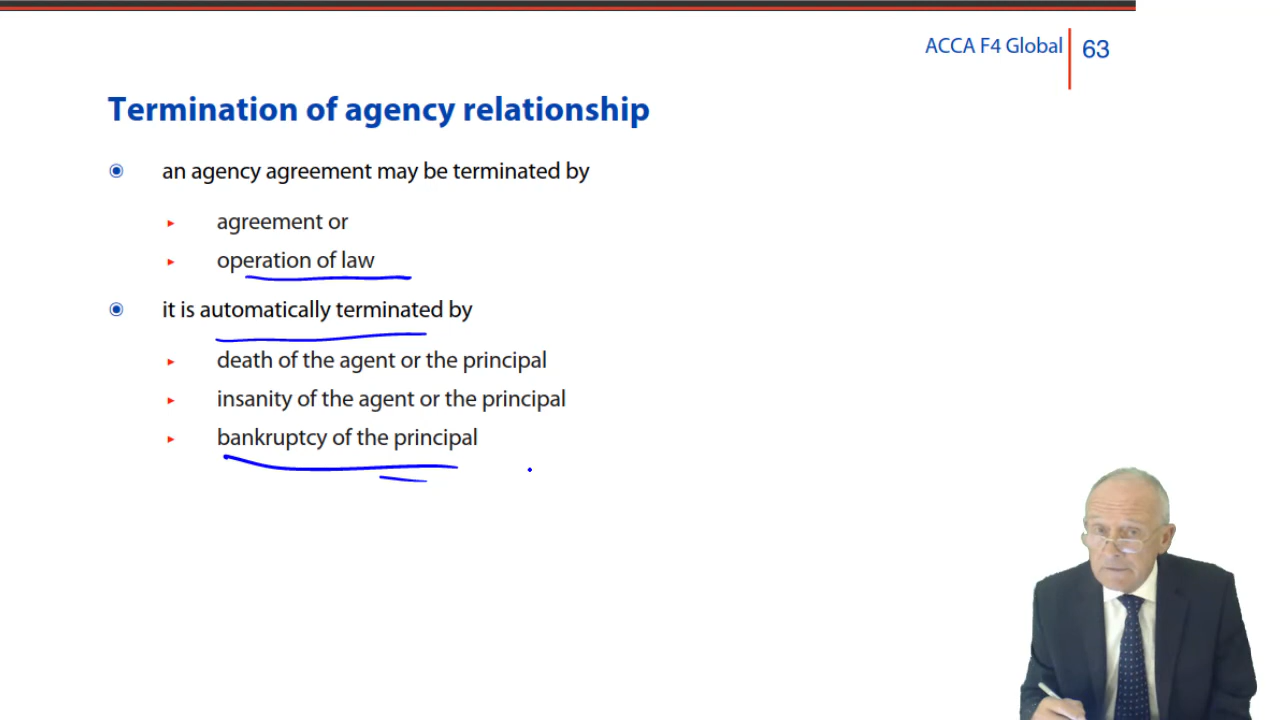 ACCA F4 Global 63
Termination of agency relationship
an agency agreement may be terminated by
agreement or
operation of law
it is automatically terminated by
death of the agent or the principal
insanity of the agent or the principal
bankruptcy of the principal